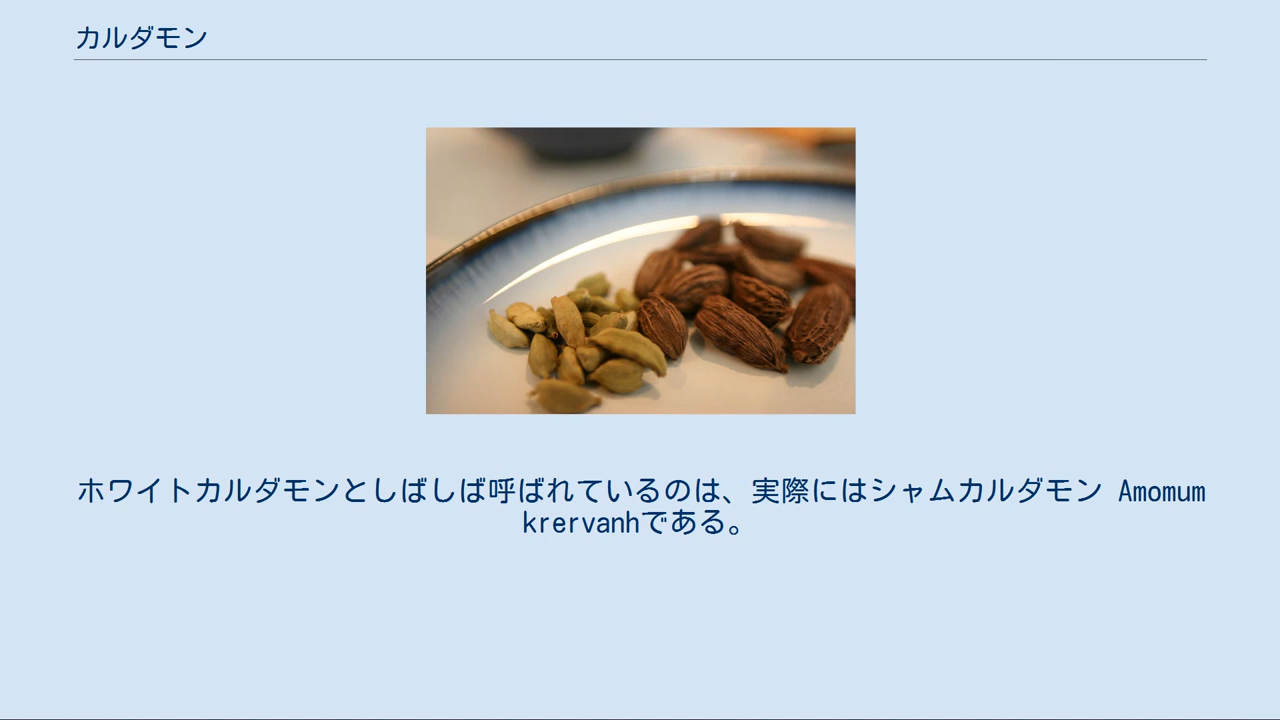 カルダモン
ホワイトカルダモンとしばしば呼ばれているのは、実際にはシャムカルダモン Amomum
krervanhである。